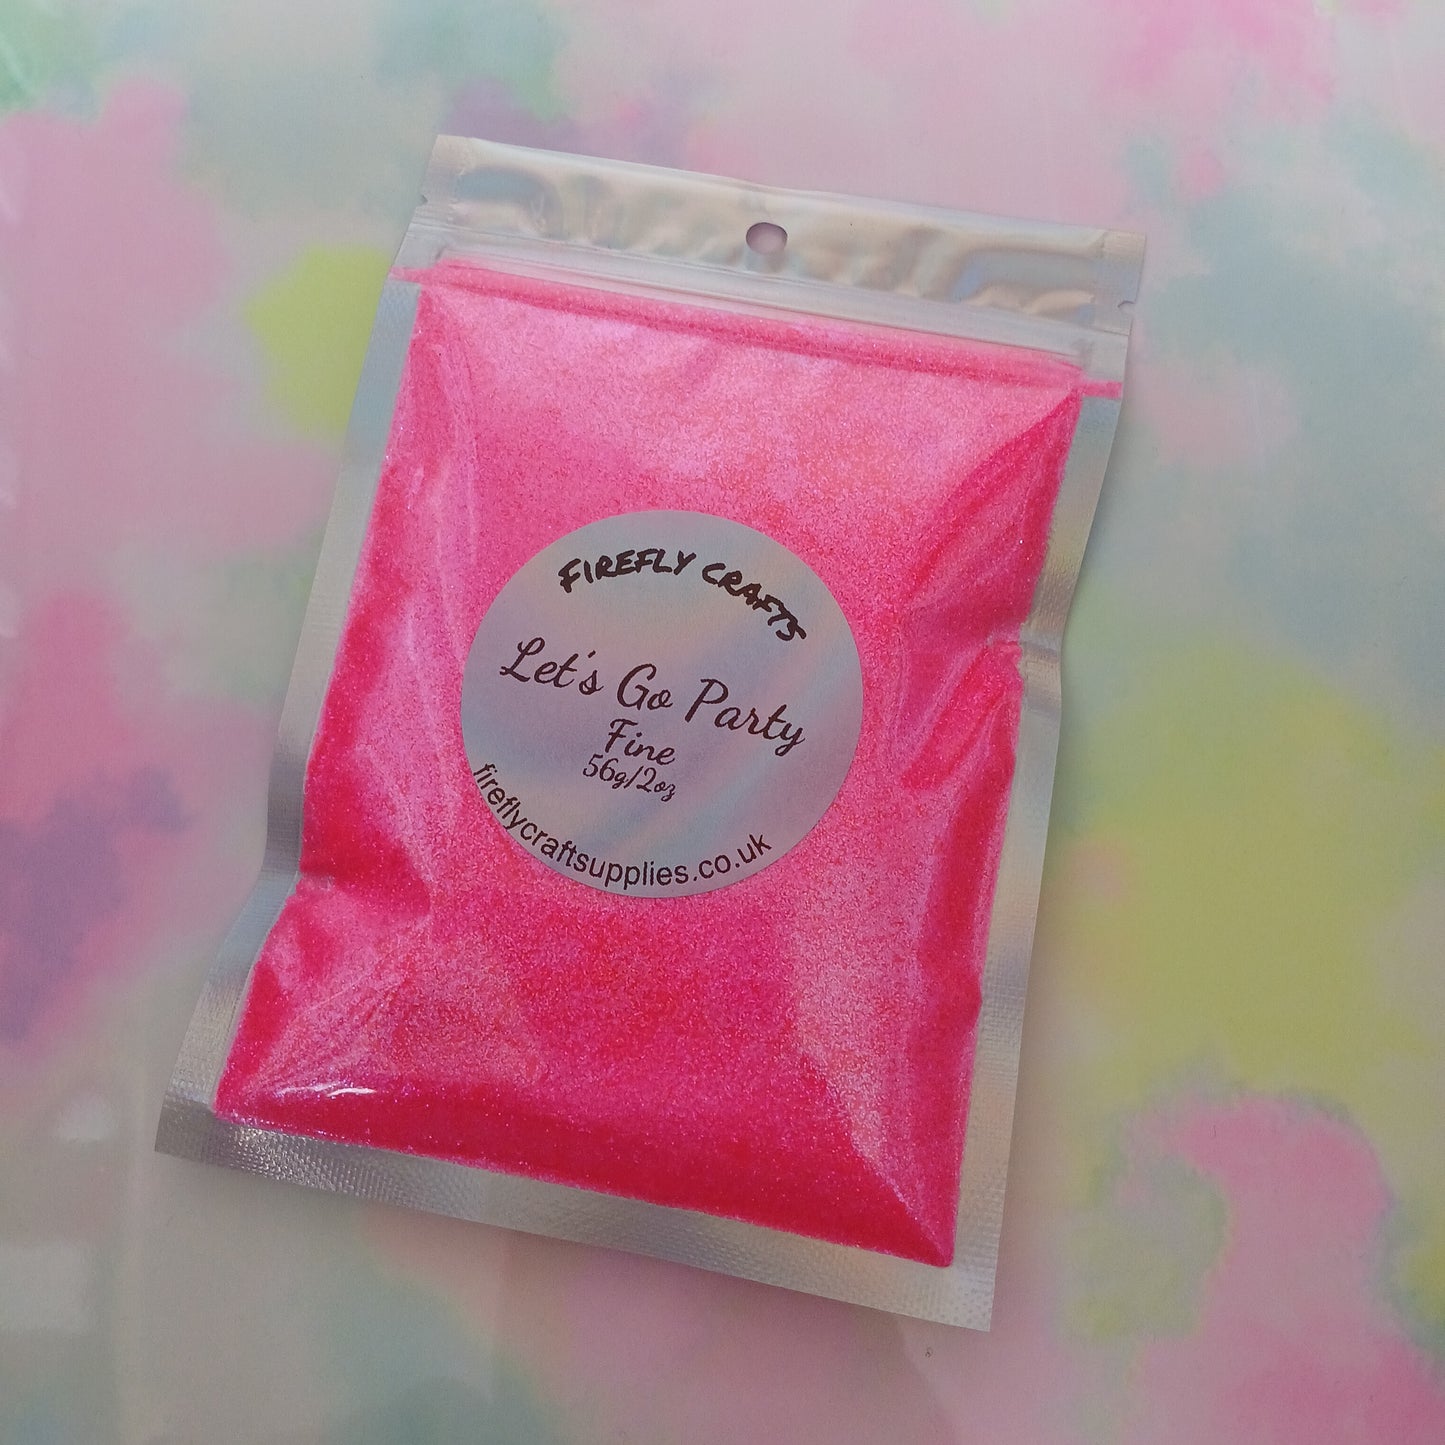 FIREFLY CRAFTS
Let's Go Party
Fine
56g/2oz
fireflycraftsupplies.co.uk